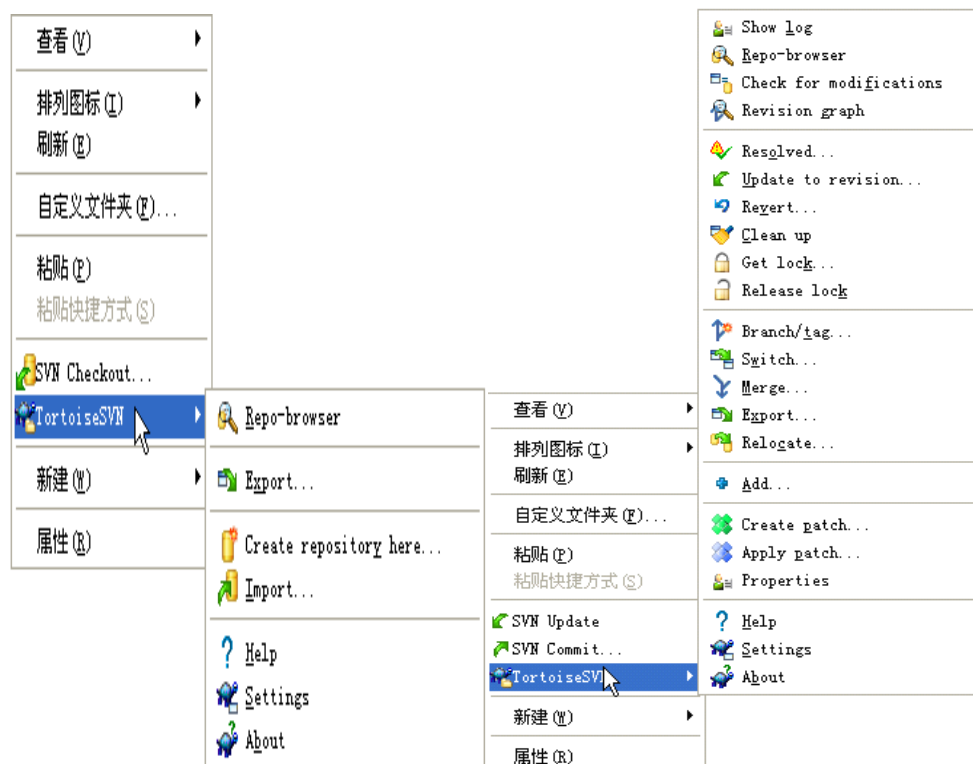 查看(V)
排列图标(I)
刷新(E)
自定义文件夹(F)...
粘贴(P)
粘贴快捷方式(S)
SVN Checkout...
TortoiseSVN
新建(W)
属性(R)
Repo-browser
Export...
Create repository here...
Import...
Help
Settings
About
查看(V)
排列图标(I)
刷新(E)
自定义文件夹(F)...
粘贴(P)
粘贴快捷方式(S)
SVN Update
SVN Commit...
TortoiseSVN
新建(W)
属性(R)
Show log
Repo-browser
Check for modifications
Revision graph
Resolved...
Update to revision...
Revert...
Clean up
Get lock...
Release lock
Branch/tag...
Switch...
Merge...
Export...
Relocate...
Add...
Create patch...
Apply patch...
Properties
Help
Settings
About